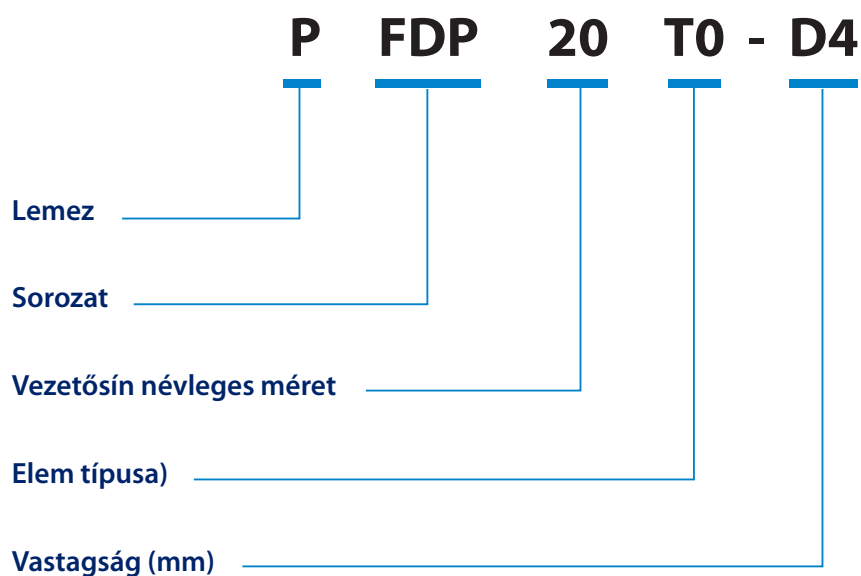 P FDP 20 T0 - D4
Lemez
Sorozat
Vezetősín névleges méret
Elem típusa)
Vastagság (mm)